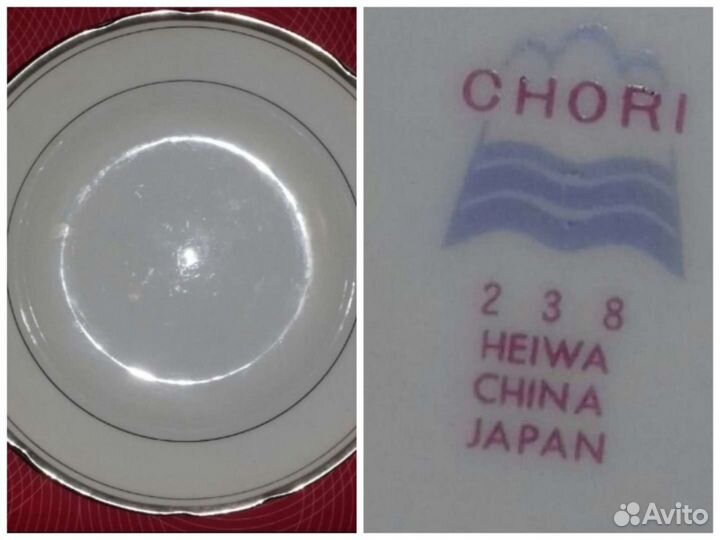 CHORI
2 3 8
HEIWA
CHINA
JAPAN
Avito